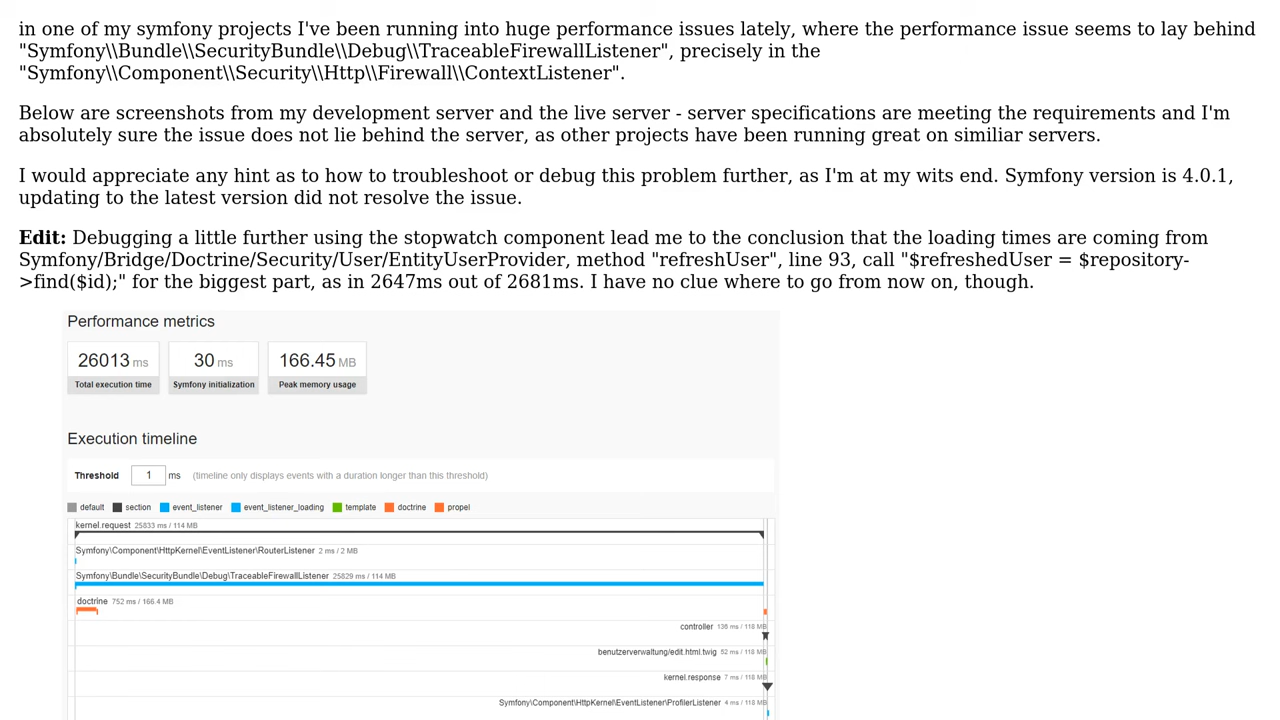 in one of my symfony projects I've been running into huge performance issues lately, where the performance issue seems to lay behind
"Symfony\\Bundle\\SecurityBundle\\Debug\\TraceableFirewallListener", precisely in the
"Symfony\\Component\\Security\\Http\\Firewall\\ContextListener".
Below are screenshots from my development server and the live server - server specifications are meeting the requirements and I'm
absolutely sure the issue does not lie behind the server, as other projects have been running great on similiar servers.
I would appreciate any hint as to how to troubleshoot or debug this problem further, as I'm at my wits end. Symfony version is 4.0.1,
updating to the latest version did not resolve the issue.
Edit: Debugging a little further using the stopwatch component lead me to the conclusion that the loading times are coming from
Symfony/Bridge/Doctrine/Security/User/EntityUserProvider, method "refreshUser", line 93, call "$refreshedUser = $repository-
>find($id);" for the biggest part, as in 2647ms out of 2681ms. I have no clue where to go from now on, though.
Performance metrics
26013 ms 30 ms 166.45 MB
Total execution time Symfony initialization Peak memory usage
Execution timeline
Threshold 1 ms (timeline only displays events with a duration longer than this threshold)
default section event_listener event_listener_loading template doctrine propel
kernel.request 25833 ms / 114 MB
Symfony\Component\HttpKernel\EventListener\RouterListener 2 ms / 2 MB
Symfony\Bundle\SecurityBundle\Debug\TraceableFirewallListener 25829 ms / 114 MB
doctrine 752 ms / 166.4 MB
controller 136 ms / 118 MB
benutzerverwaltung/edit.html.twig 52 ms / 118 MB
kernel.response 7 ms / 118 MB
Symfony\Component\HttpKernel\EventListener\ProfilerListener 4 ms / 118 MB